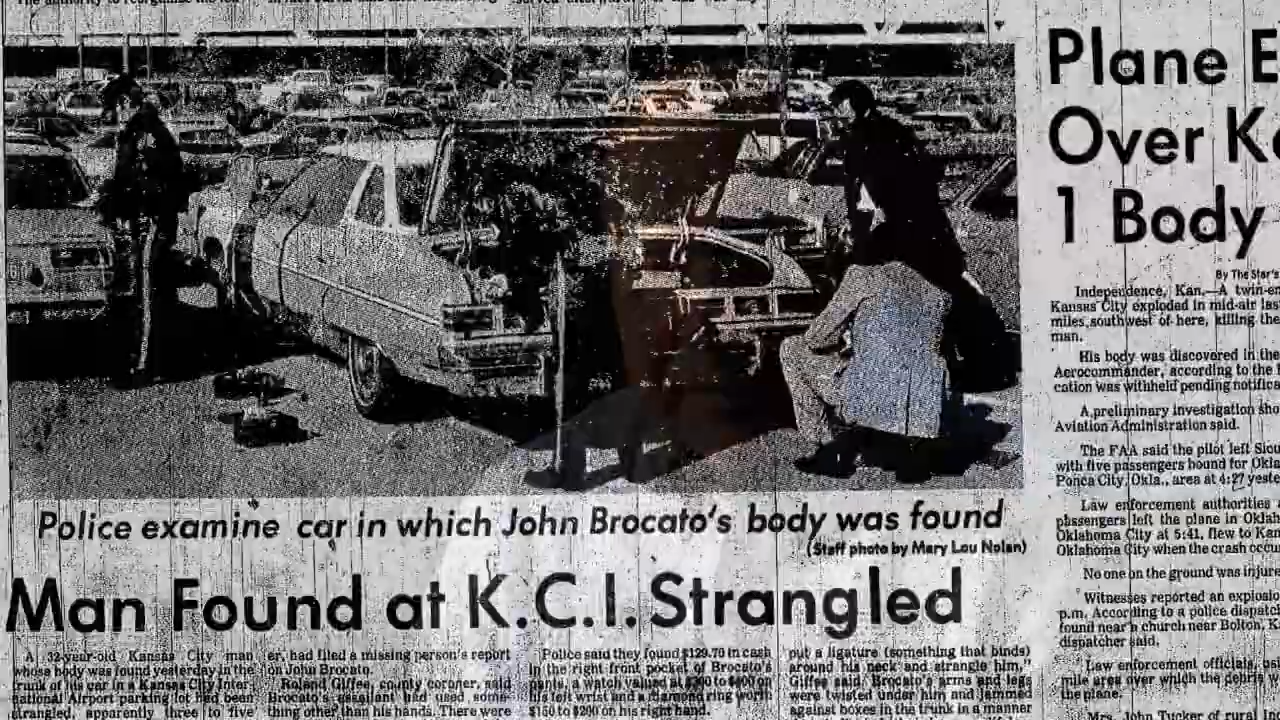 Police examine car in which John Brocato's body was found
(Staff photo by Mary Lou Nolan)
Man Found at K.C.I. Strangled
A 32-year-old Kansas City man
whose body was found yesterday in the
trunk of his car in a Kansas City Inter-
national Airport parking lot had been
strangled, apparently three to five
er, had filed a missing person's report
on John Brocato.
Roland Giffee, county coroner, said
Brocato's assailant had used some-
thing other than his hands. There were
Police said they found $129.70 in cash
in the right front pocket of Brocato's
pants, a watch valued at $300 to $400 on
his left wrist and a diamond ring worth
$150 to $200 on his right hand.
put a ligature (something that binds)
around his neck and strangle him,"
Giffee said. Brocato's arms and legs
were twisted under him and jammed
against boxes in the trunk in a manner
Plane E
Over K
1 Body
By The Star's
Independence, Kan.—A twin-en
Kansas City exploded in mid-air las
miles southwest of here, killing the
man.
His body was discovered in the
Aerocommander, according to the
cation was withheld pending notifica
A preliminary investigation sho
Aviation Administration said.
The FAA said the pilot left Siou
with five passengers bound for Okla
Ponca City, Okla., area at 4:27 yeste
Law enforcement authorities
passengers left the plane in Oklah
Oklahoma City at 5:41, flew to Kan
Oklahoma City when the crash occu
No one on the ground was injure
Witnesses reported an explosio
p.m. According to a police dispatc
found near a church near Bolton, K
dispatcher said.
Law enforcement officials, us
mile area over which the debris w
the plane.
Mrs. John Tucker of rural In